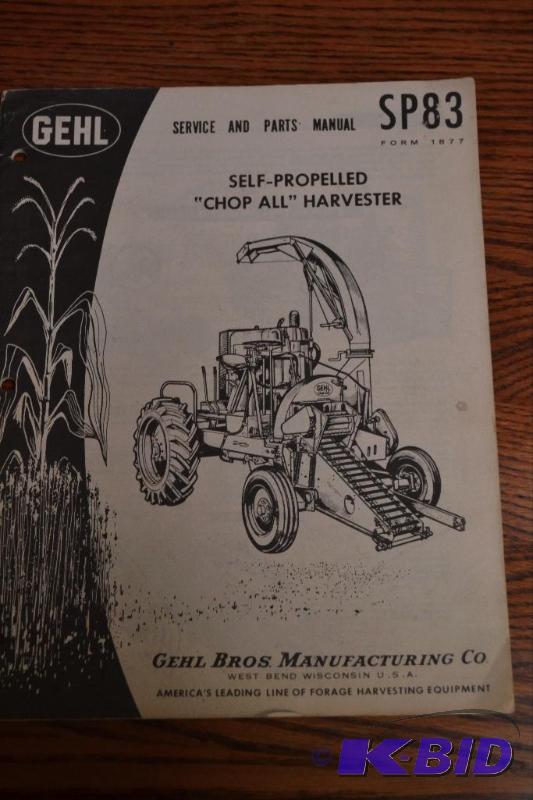 GEHL
SERVICE AND PARTS MANUAL
SP83
FORM 1877
SELF-PROPELLED
"CHOP ALL" HARVESTER
GEHL
GEHL BROS. MANUFACTURING CO
WEST BEND WISCONSIN U.S.A.
AMERICA'S LEADING LINE OF FORAGE HARVESTING EQUIPMENT
© K-BID